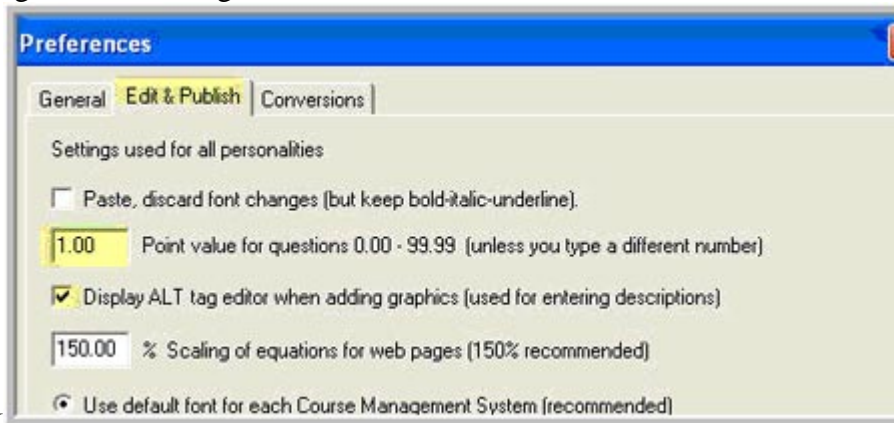 Preferences
General Edit & Publish Conversions
Settings used for all personalities
Paste, discard font changes (but keep bold-italic-underline).
1.00 Point value for questions 0.00 - 99.99 (unless you type a different number)
Display ALT tag editor when adding graphics (used for entering descriptions)
150.00 % Scaling of equations for web pages (150% recommended)
Use default font for each Course Management System (recommended)